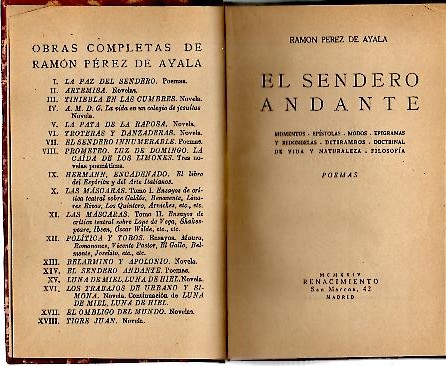 OBRAS COMPLETAS DE
RAMÓN PÉREZ DE AYALA
I. LA PAZ DEL SENDERO. Poemas.
II. ARTEMISA. Novelas.
III. TINIEBLA EN LAS CUMBRES. Novela.
IV. A. M. D. G. La vida en un colegio de jesuítas
Novela.
V. LA PATA DE LA RAPOSA. Novela.
VI. TROTERAS Y DANZADERAS. Novela.
VII. EL SENDERO INNUMERABLE. Poemas.
VIII. PROMETEO. LUZ DE DOMINGO. LA
CAÍDA DE LOS LIMONES. Tres no-
velas poemáticas.
IX. HERMANN, ENCADENADO. El libro
del Espíritu y del Arte Italianos.
X. LAS MÁSCARAS. Tomo I. Ensayos de crí-
tica teatral sobre Galdós, Benavente, Lina-
res Rivas, Los Quintero, Arniches, etc., etc.
XI. LAS MÁSCARAS. Tomo II. Ensayos de
crítica teatral sobre Lope de Vega, Shakes-
peare, Ibsen, Óscar Wilde, etc., etc.
XII. POLÍTICA Y TOROS. Ensayos. Maura,
Romanones, Vicente Pastor, El Gallo, Bel-
monte, Joselito, etc., etc.
XIII. BELARMINO Y APOLONIO. Novela.
XIV. EL SENDERO ANDANTE. Poemas.
XV. LUNA DE MIEL, LUNA DE HIEL. Novela.
XVI. LOS TRABAJOS DE URBANO Y SI-
MONA. Novela. Continuación de LUNA
DE MIEL, LUNA DE HIEL.
XVII. EL OMBLIGO DEL MUNDO. Novelas.
XVIII. TIGRE JUAN. Novela.
RAMON PEREZ DE AYALA
EL SENDERO
ANDANTE
MOMENTOS - EPÍSTOLAS - MODOS - EPIGRAMAS
Y REDONDELAS - DITIRAMBOS - DOCTRINAL
DE VIDA Y NATURALEZA - FILOSOFÍA
POEMAS
MCMXXIV
RENACIMIENTO
San Marcos, 42
MADRID